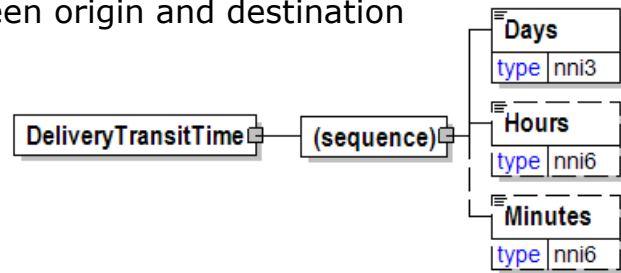 een origin and destination
Days
type nni3
DeliveryTransitTime
(sequence)
Hours
type nni6
Minutes
type nni6